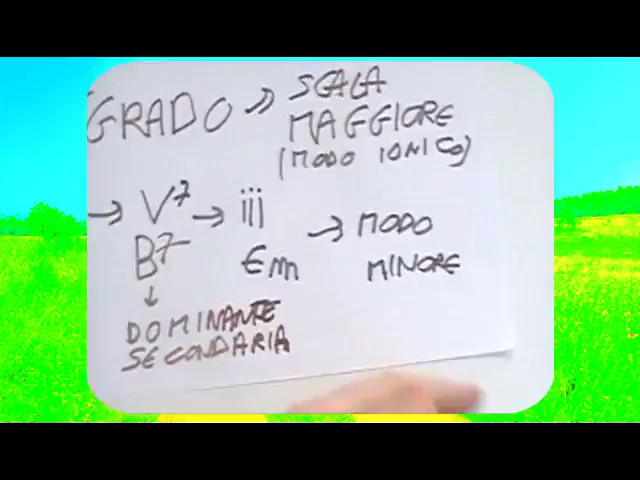 GRADO → SCALA
MAGGIORE
(MODO IONICO)
→ V7 → iii → MODO
B7 Em MINORE
↓
DOMINANTE
SECONDARIA